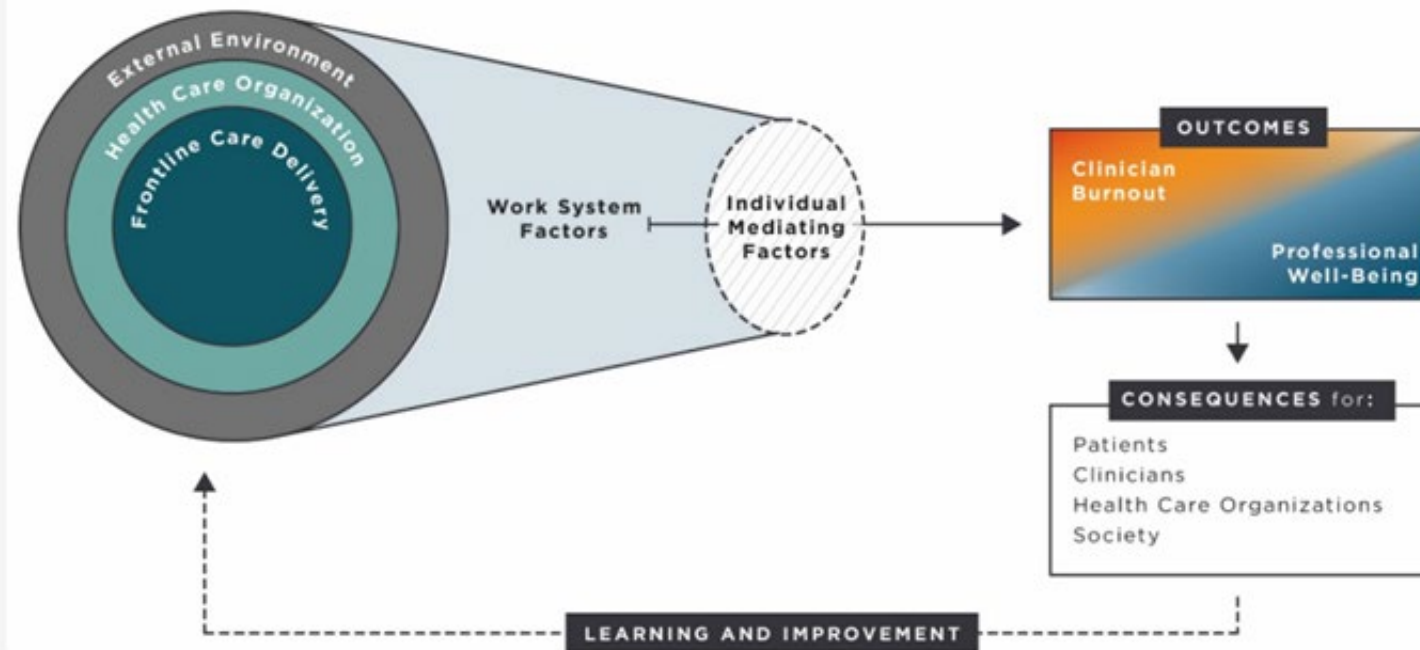 External Environment
Health Care Organization
Frontline Care Delivery
Work System
Factors
Individual
Mediating
Factors
OUTCOMES
Clinician
Burnout
Professional
Well-Being
CONSEQUENCES for:
Patients
Clinicians
Health Care Organizations
Society
LEARNING AND IMPROVEMENT